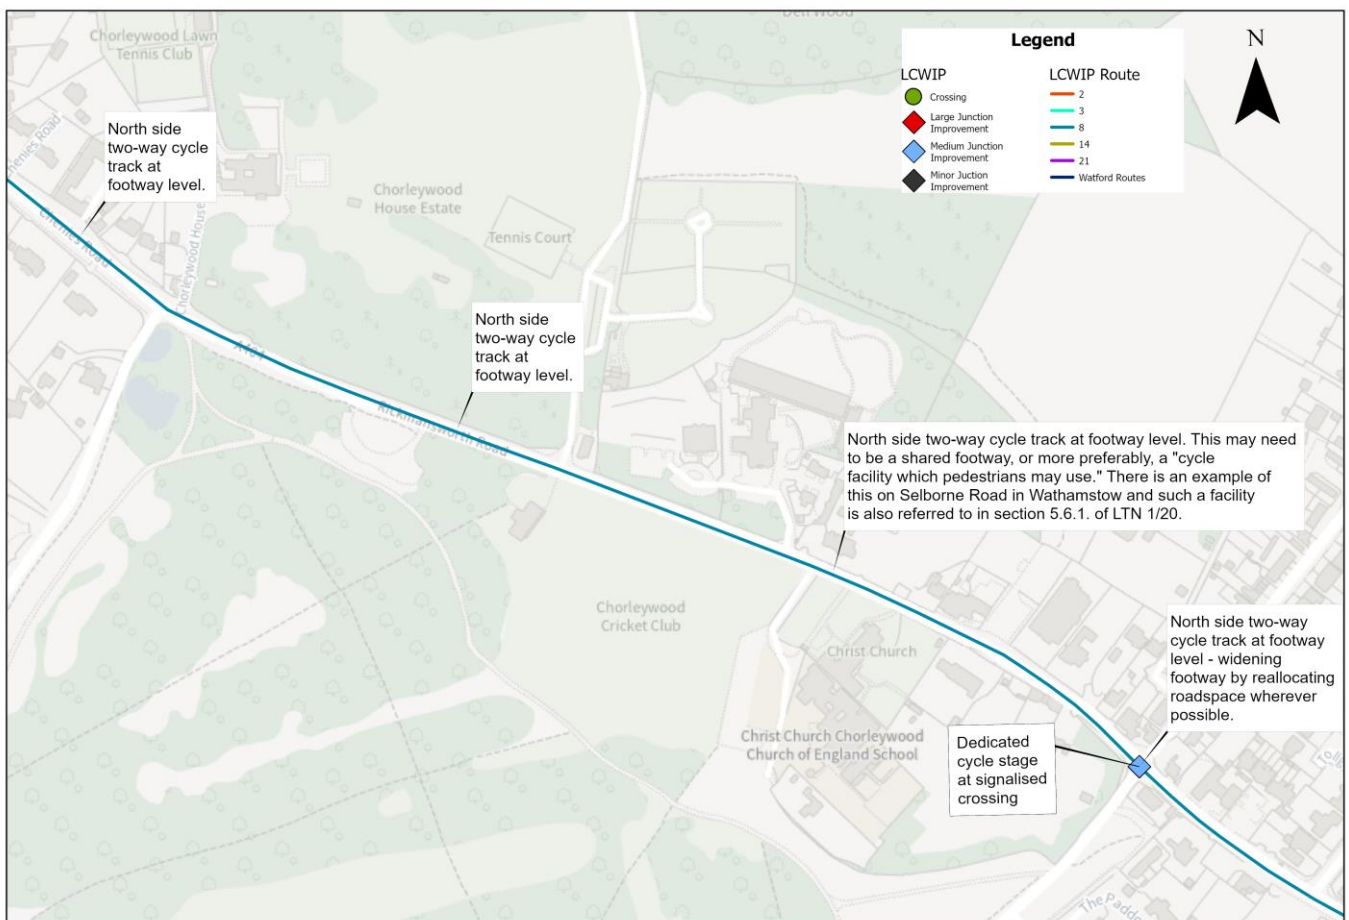 Den Wood
Chorleywood Lawn
Tennis Club
Legend
N
LCWIP
Crossing
Large Junction
Improvement
Medium Junction
Improvement
Minor Juction
Improvement
LCWIP Route
2
3
8
14
21
Watford Routes
Chenies Road
North side
two-way cycle
track at
footway level.
Chenies Road
Chorleywood House
Chorleywood
House Estate
Tennis Court
North side
two-way cycle
track at
footway level.
A404
Rickmansworth Road
North side two-way cycle track at footway level. This may need
to be a shared footway, or more preferably, a "cycle
facility which pedestrians may use." There is an example of
this on Selborne Road in Wathamstow and such a facility
is also referred to in section 5.6.1. of LTN 1/20.
Chorleywood
Cricket Club
Christ Church
North side two-way
cycle track at footway
level - widening
footway by reallocating
roadspace wherever
possible.
Christ Church Chorleywood
Church of England School
Dedicated
cycle stage
at signalised
crossing
The Paddo